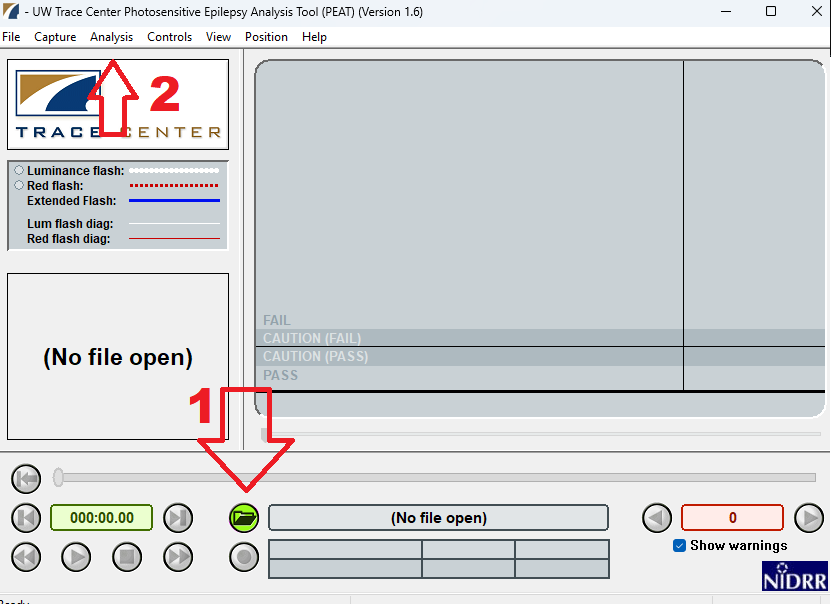 - UW Trace Center Photosensitive Epilepsy Analysis Tool (PEAT) (Version 1.6)
File Capture Analysis Controls View Position Help
2
TRACE CENTER
Luminance flash:
Red flash:
Extended Flash:
Lum flash diag:
Red flash diag:
FAIL
CAUTION (FAIL)
CAUTION (PASS)
PASS
(No file open)
1
000:00.00
(No file open)
0
Show warnings
NIDRR
Ready